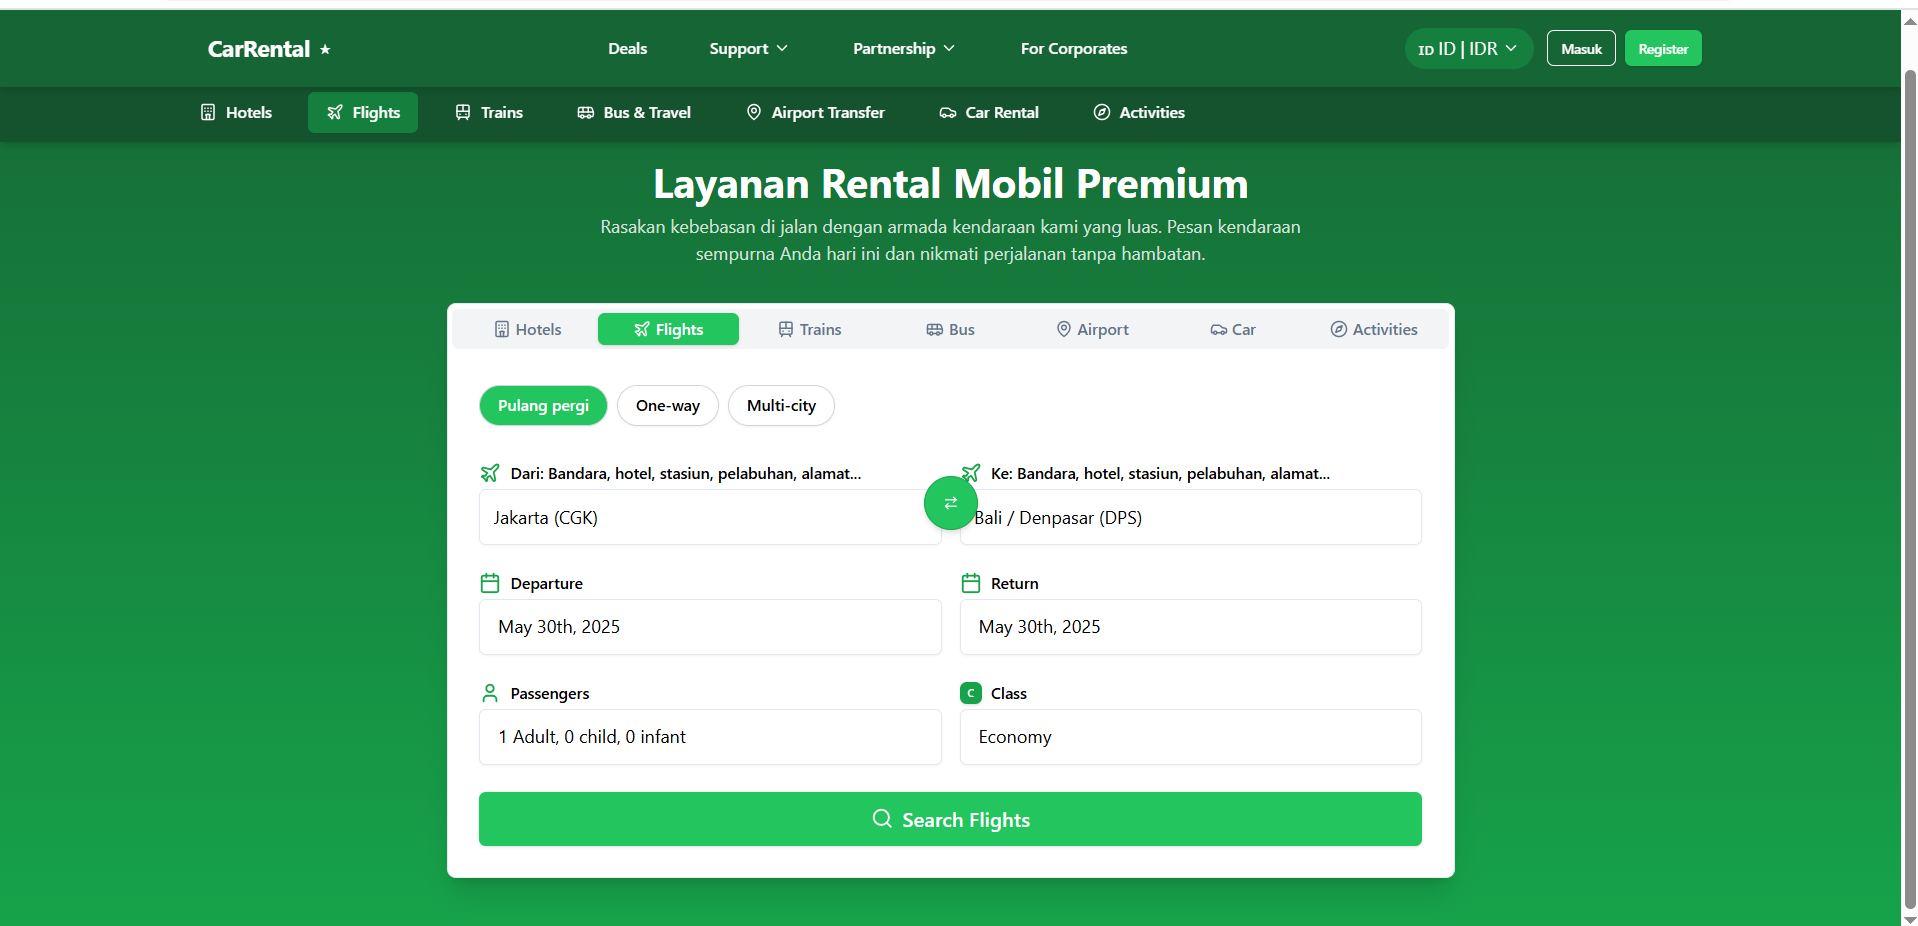 CarRental ★
Deals Support Partnership For Corporates
ID ID | IDR
Masuk
Register
Hotels Flights Trains Bus & Travel Airport Transfer Car Rental Activities
Layanan Rental Mobil Premium
Rasakan kebebasan di jalan dengan armada kendaraan kami yang luas. Pesan kendaraan
sempurna Anda hari ini dan nikmati perjalanan tanpa hambatan.
Hotels Flights Trains Bus Airport Car Activities
Pulang pergi One-way Multi-city
Dari: Bandara, hotel, stasiun, pelabuhan, alamat...
Jakarta (CGK)
Ke: Bandara, hotel, stasiun, pelabuhan, alamat...
Bali / Denpasar (DPS)
Departure
May 30th, 2025
Return
May 30th, 2025
Passengers
1 Adult, 0 child, 0 infant
C Class
Economy
Search Flights